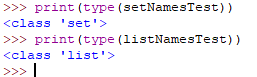 >>> print(type(setNamesTest))
<class 'set'>
>>> print(type(listNamesTest))
<class 'list'>
>>>